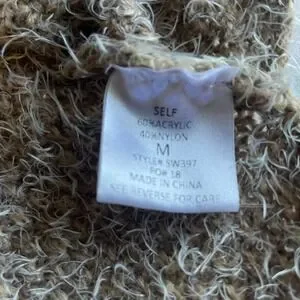 SELF
60%ACRYLIC
40%NYLON
M
STYLE# SW397
PO# 18
MADE IN CHINA
SEE REVERSE FOR CARE